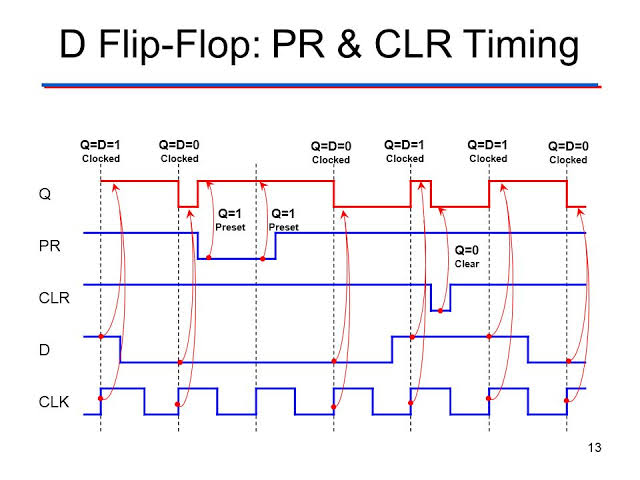 D Flip-Flop: PR & CLR Timing
Q=D=1 Q=D=0 Q=D=0 Q=D=1 Q=D=1 Q=D=0
Clocked Clocked Clocked Clocked Clocked Clocked
Q
Q=1 Q=1
Preset Preset
PR
Q=0
Clear
CLR
D
CLK
13